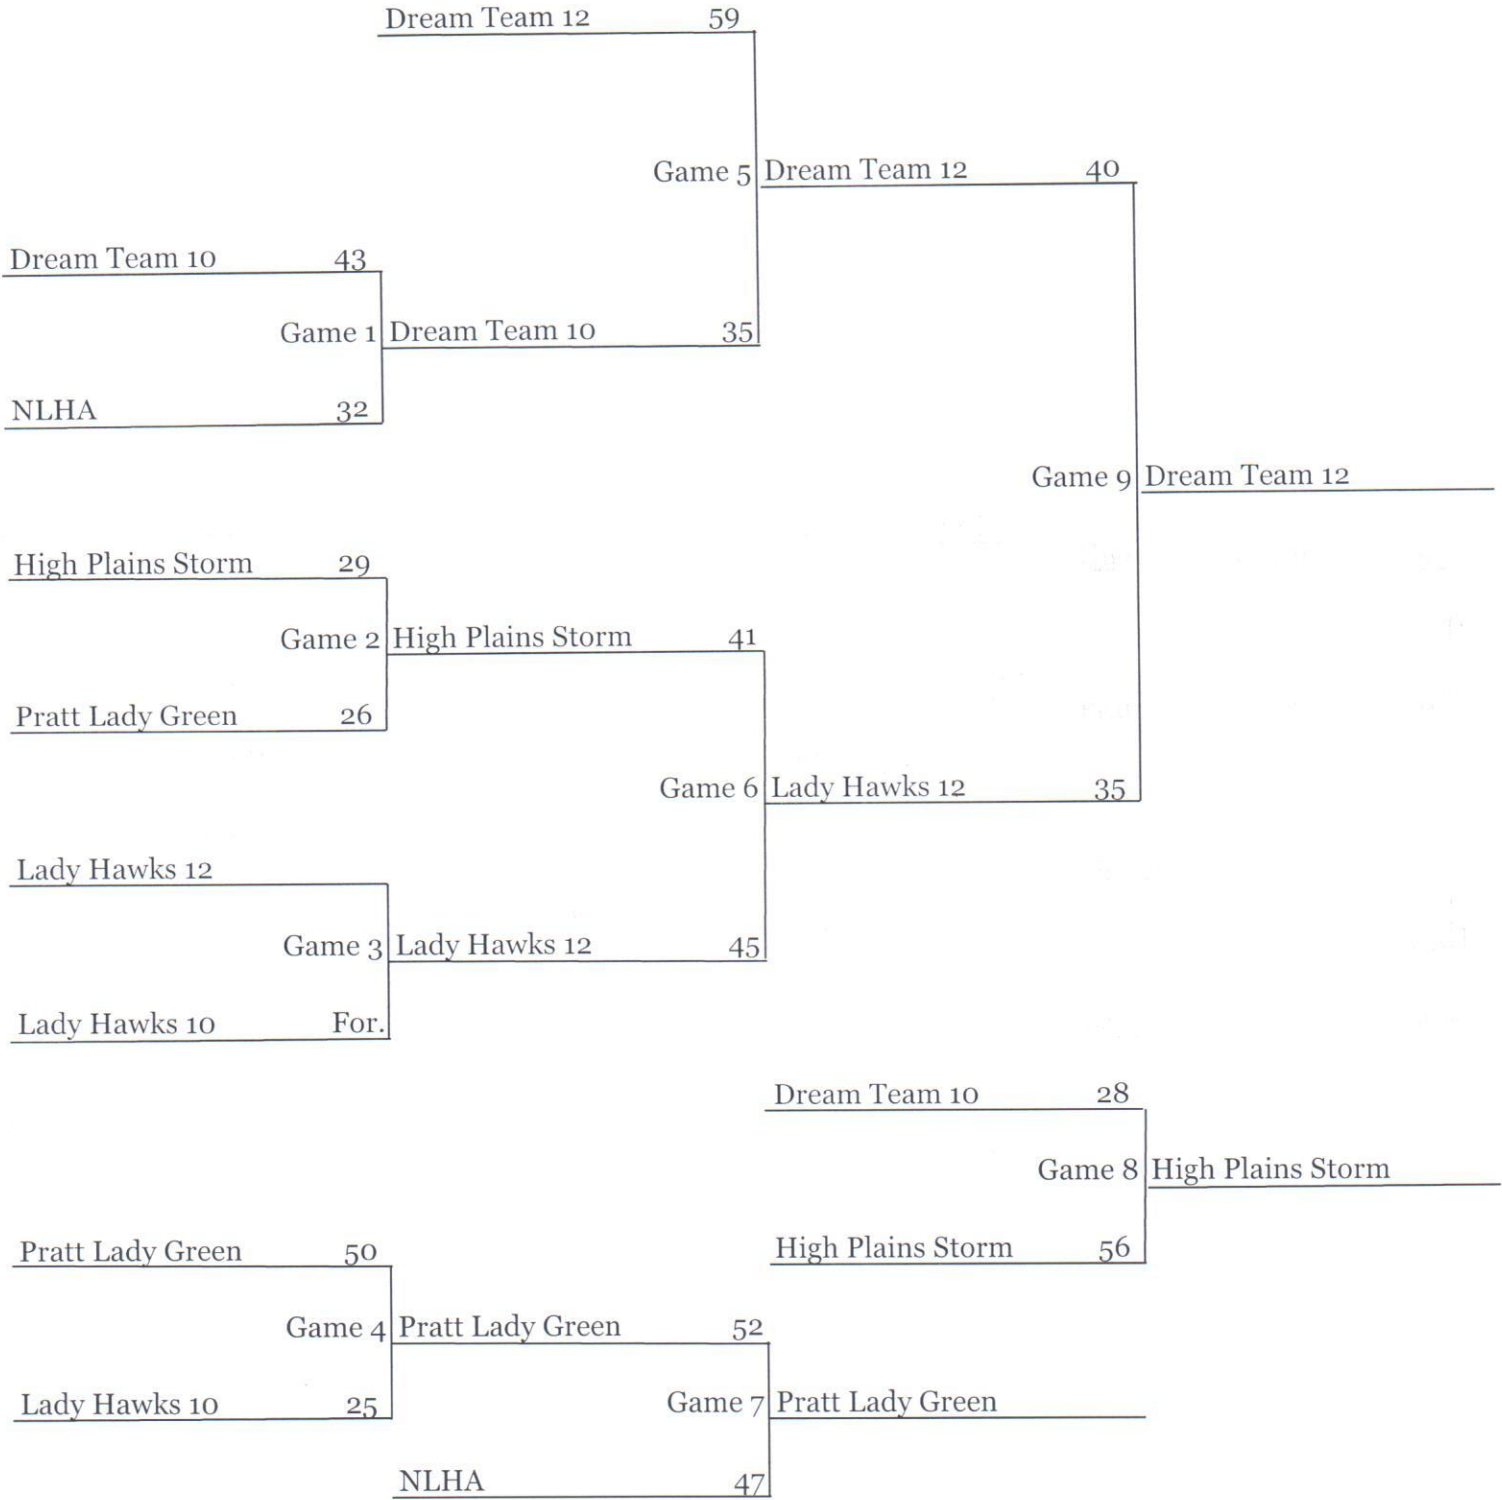 Dream Team 12 59
Game 5 Dream Team 12 40
Dream Team 10 43
Game 1 Dream Team 10 35
NLHA 32
Game 9 Dream Team 12
High Plains Storm 29
Game 2 High Plains Storm 41
Pratt Lady Green 26
Game 6 Lady Hawks 12 35
Lady Hawks 12
Game 3 Lady Hawks 12 45
Lady Hawks 10 For.
Dream Team 10 28
Game 8 High Plains Storm
Pratt Lady Green 50
High Plains Storm 56
Game 4 Pratt Lady Green 52
Lady Hawks 10 25
Game 7 Pratt Lady Green
NLHA 47